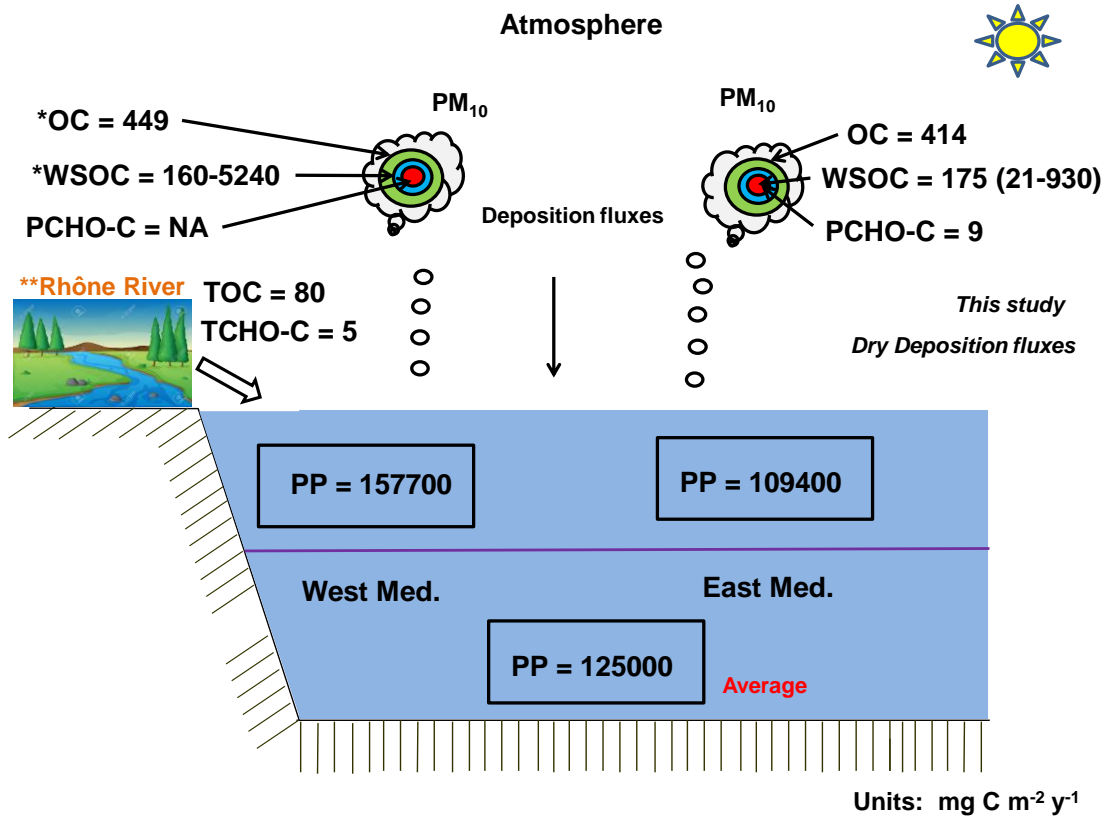 Atmosphere
PM10
PM10
*OC = 449
*WSOC = 160-5240
PCHO-C = NA
OC = 414
WSOC = 175 (21-930)
PCHO-C = 9
Deposition fluxes
**Rhône River
TOC = 80
TCHO-C = 5
This study
Dry Deposition fluxes
PP = 157700
PP = 109400
West Med.
East Med.
PP = 125000
Average
Units: mg C m-2 y-1